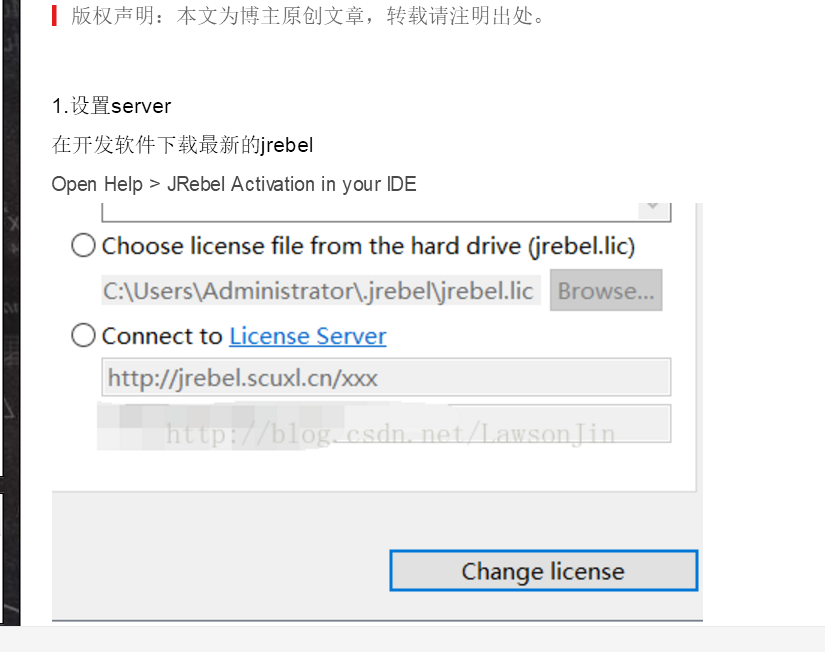 版权声明：本文为博主原创文章，转载请注明出处。
1.设置server
在开发软件下载最新的jrebel
Open Help > JRebel Activation in your IDE
Choose license file from the hard drive (jrebel.lic)
C:\Users\Administrator\.jrebel\jrebel.lic Browse...
Connect to License Server
http://jrebel.scuxl.cn/xxx
http://blog.csdn.net/LawsonJin
Change license